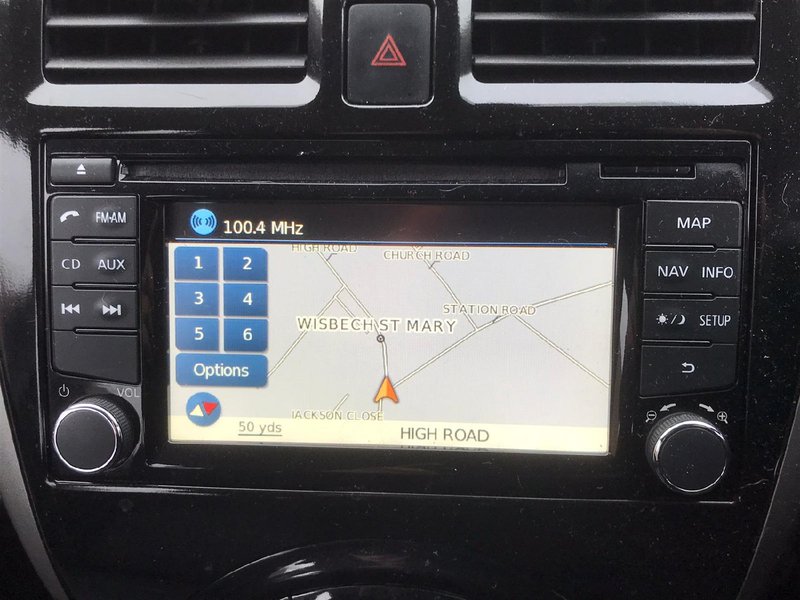 100.4 MHz
FM·AM
CD AUX
VOL
1 2
3 4
5 6
Options
HIGH ROAD
CHURCH ROAD
STATION ROAD
WISBECH ST MARY
JACKSON CLOSE
50 yds
HIGH ROAD
MAP
NAV INFO
SETUP